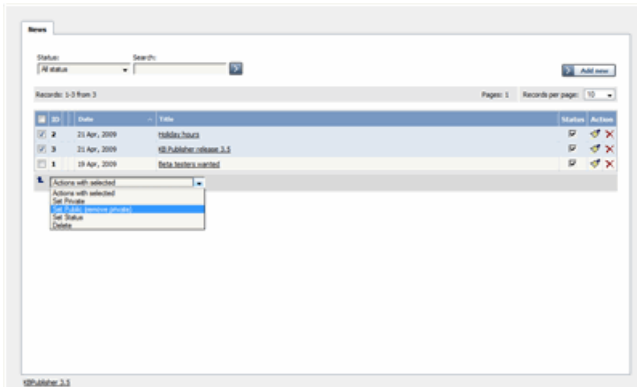 News
Status: Search:
All status
Add new
Records: 1-3 from 3 Pages: 1 Records per page: 10
ID Date Title Status Action
2 21 Apr, 2009 Holiday hours
3 21 Apr, 2009 KB Publisher release 3.5
1 19 Apr, 2009 Beta testers wanted
Actions with selected
Actions with selected
Set Private
Set Public (remove private)
Set Status
Delete
KBPublisher 3.5